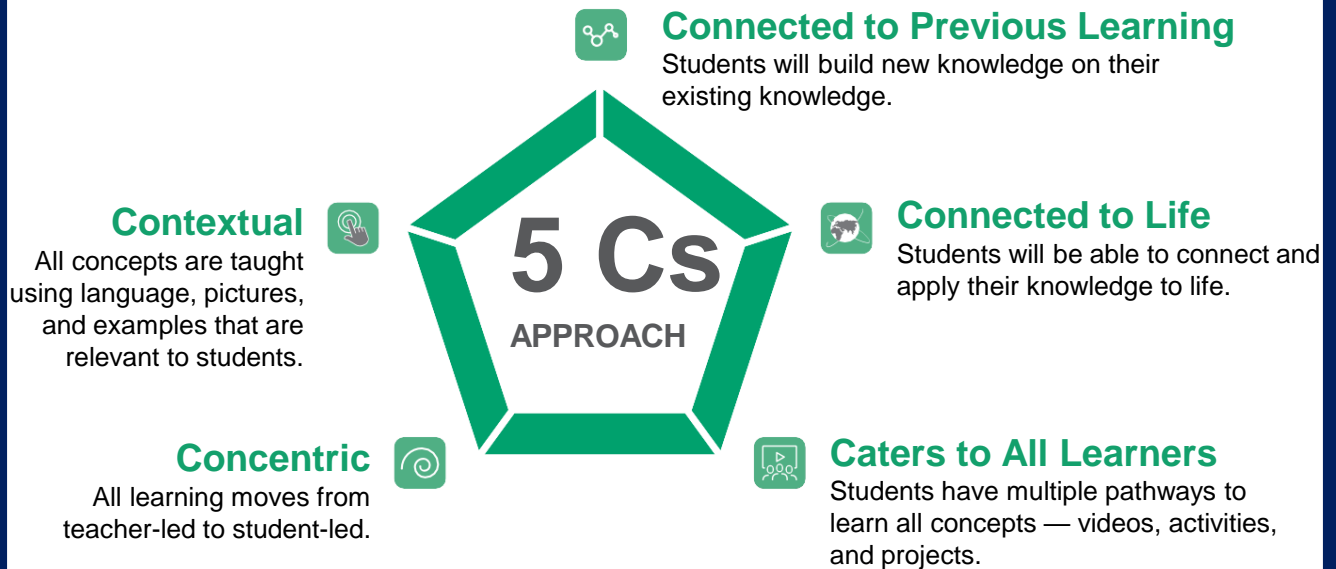 Connected to Previous Learning
Students will build new knowledge on their
existing knowledge.
Contextual
All concepts are taught
using language, pictures,
and examples that are
relevant to students.
5 Cs
APPROACH
Connected to Life
Students will be able to connect and
apply their knowledge to life.
Concentric
All learning moves from
teacher-led to student-led.
Caters to All Learners
Students have multiple pathways to
learn all concepts — videos, activities,
and projects.